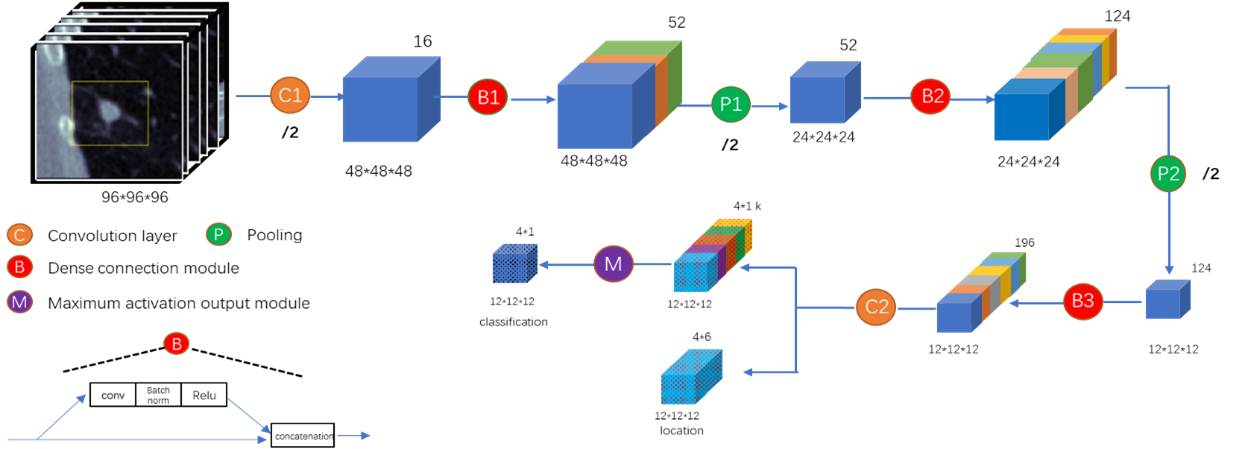 16
52
52
124
C1
B1
P1
B2
/2
/2
48*48*48
48*48*48
24*24*24
24*24*24
96*96*96
P2
/2
C
Convolution layer
P
Pooling
B
Dense connection module
M
Maximum activation output module
4*1
M
4*1 k
196
124
12*12*12
classification
12*12*12
C2
B3
12*12*12
12*12*12
4*6
12*12*12
location
B
conv
Batch
norm
Relu
concatenation